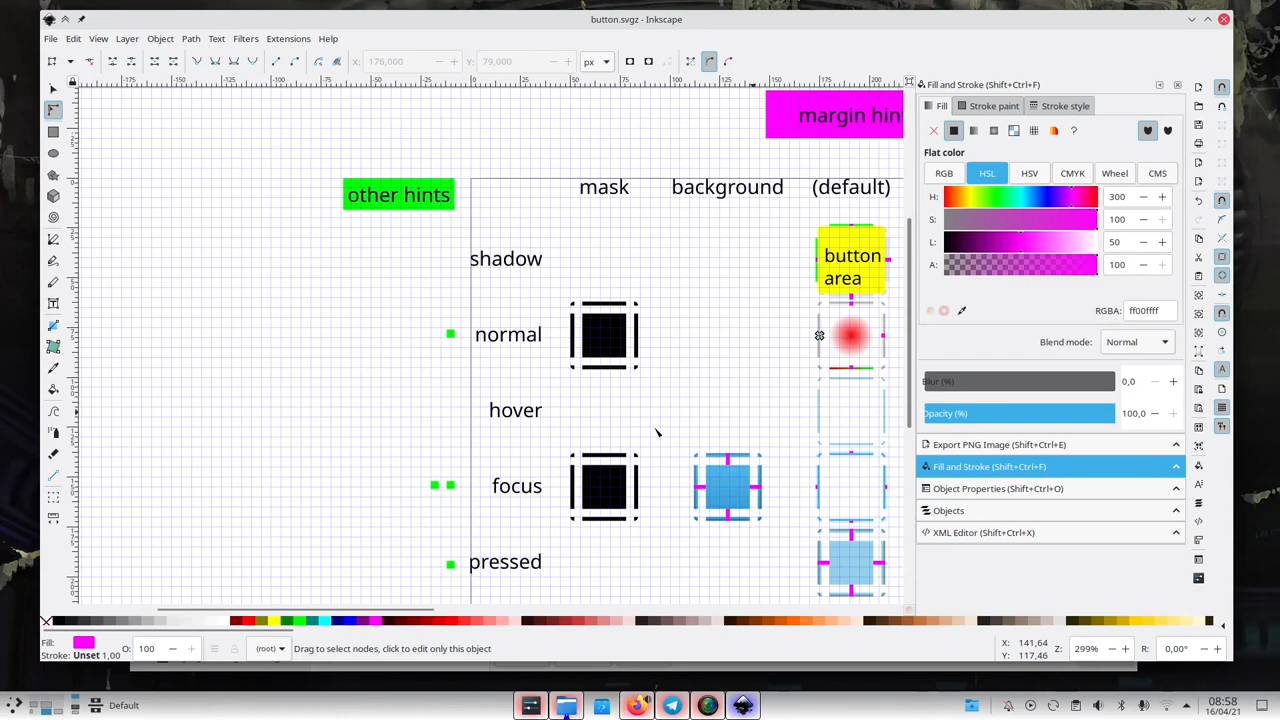 button.svgz - Inkscape
File Edit View Layer Object Path Text Filters Extensions Help
X: 176,000 Y: 79,000 px
Fill and Stroke (Shift+Ctrl+F)
Fill Stroke paint Stroke style
Flat color
RGB HSL HSV CMYK Wheel CMS
H: 300
S: 100
L: 50
A: 100
RGBA: ff00ffff
Blend mode: Normal
Blur (%) 0,0
Opacity (%) 100,0
Export PNG Image (Shift+Ctrl+E)
Fill and Stroke (Shift+Ctrl+F)
Object Properties (Shift+Ctrl+O)
Objects
XML Editor (Shift+Ctrl+X)
margin hin
other hints
mask background (default)
shadow
button
area
normal
hover
focus
pressed
Fill:
Stroke: Unset 1,00
O: 100
(root)
Drag to select nodes, click to edit only this object
X: 141,64
Y: 117,46
Z: 299%
R: 0,00°
Default
08:58
16/04/21